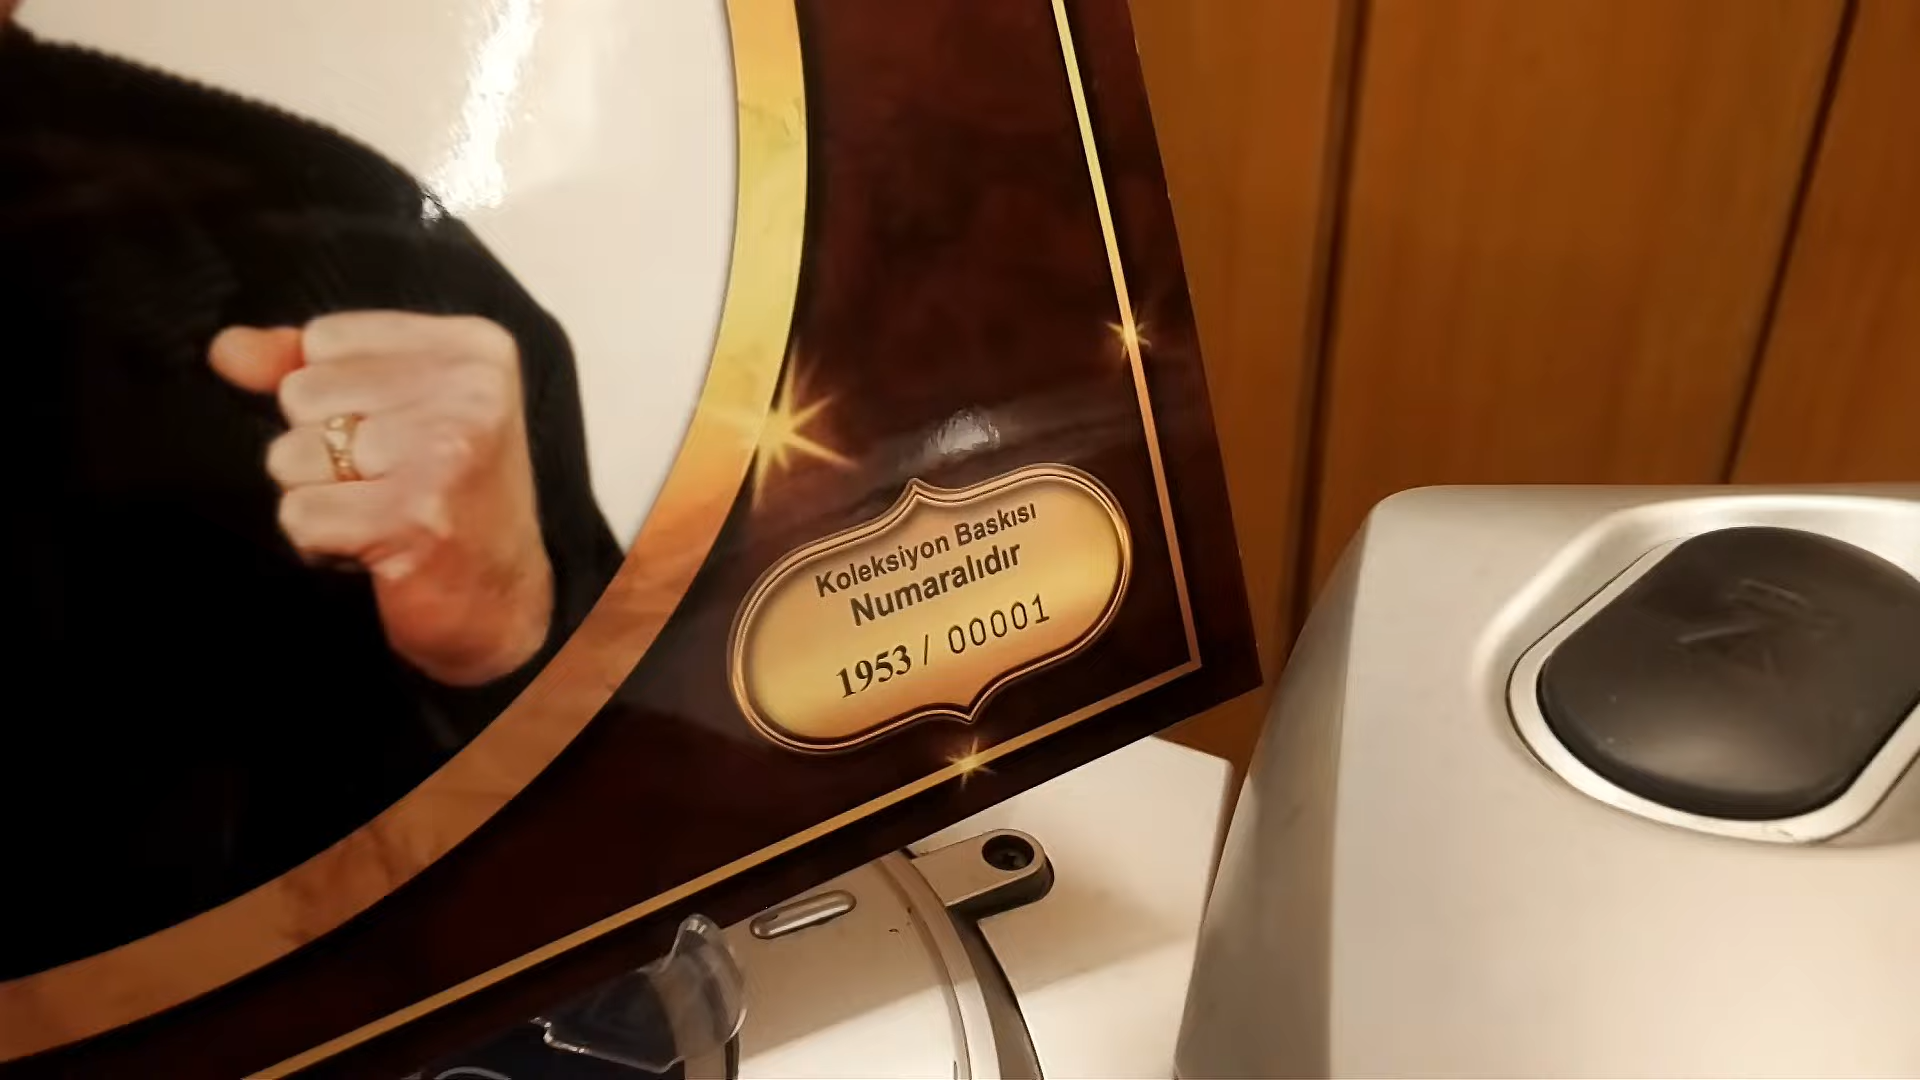 Koleksiyon Baskısı
Numaralıdır
1953 / 00001